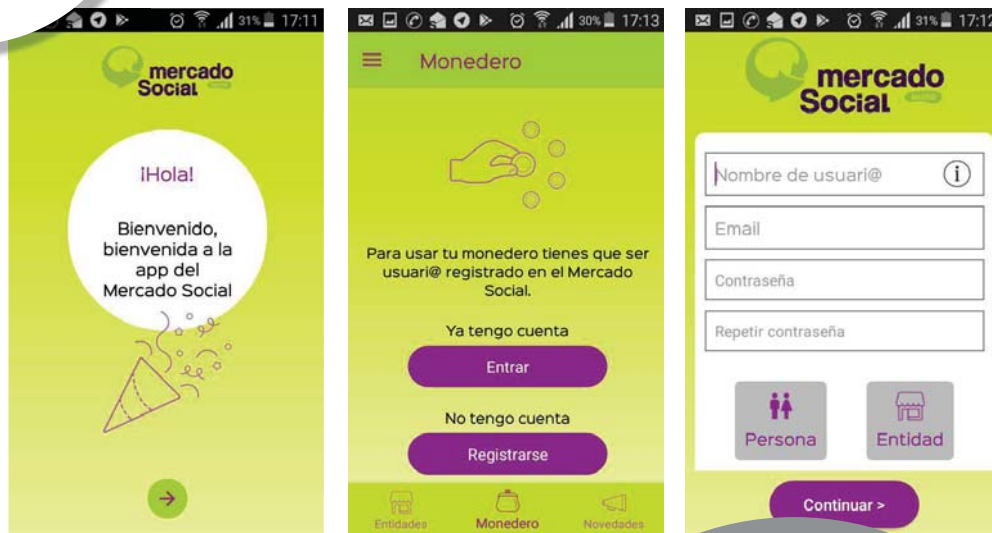 31% 17:11
mercado
Social
¡Hola!
Bienvenido,
bienvenida a la
app del
Mercado Social
30% 17:13
Monedero
Para usar tu monedero tienes que ser
usuari@ registrado en el Mercado
Social.
Ya tengo cuenta
Entrar
No tengo cuenta
Registrarse
Entidades
Monedero
Novedades
31% 17:12
mercado
Social
Nombre de usuari@
i
Email
Contraseña
Repetir contraseña
Persona
Entidad
Continuar >